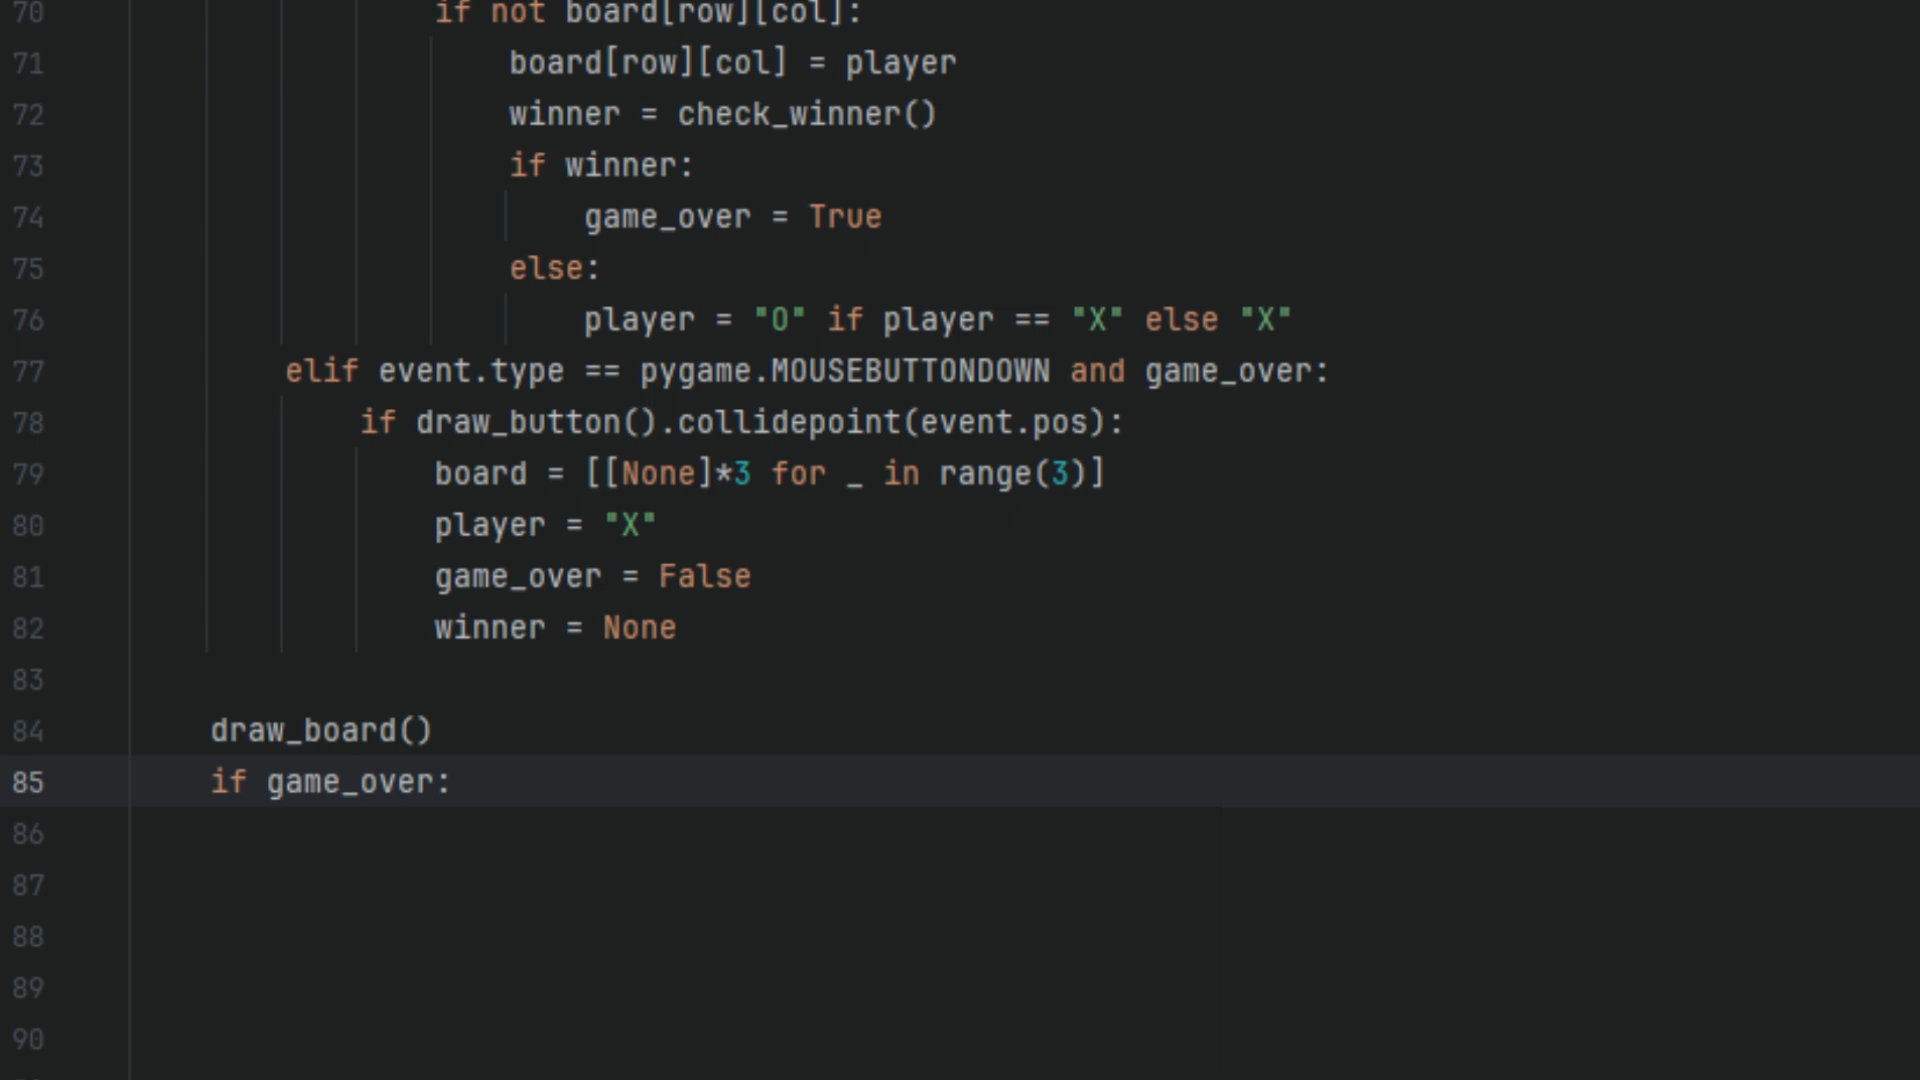 70 if not board[row][col]:
71 board[row][col] = player
72 winner = check_winner()
73 if winner:
74 game_over = True
75 else:
76 player = "O" if player == "X" else "X"
77 elif event.type == pygame.MOUSEBUTTONDOWN and game_over:
78 if draw_button().collidepoint(event.pos):
79 board = [[None]*3 for _ in range(3)]
80 player = "X"
81 game_over = False
82 winner = None
83
84 draw_board()
85 if game_over:
86
87
88
89
90